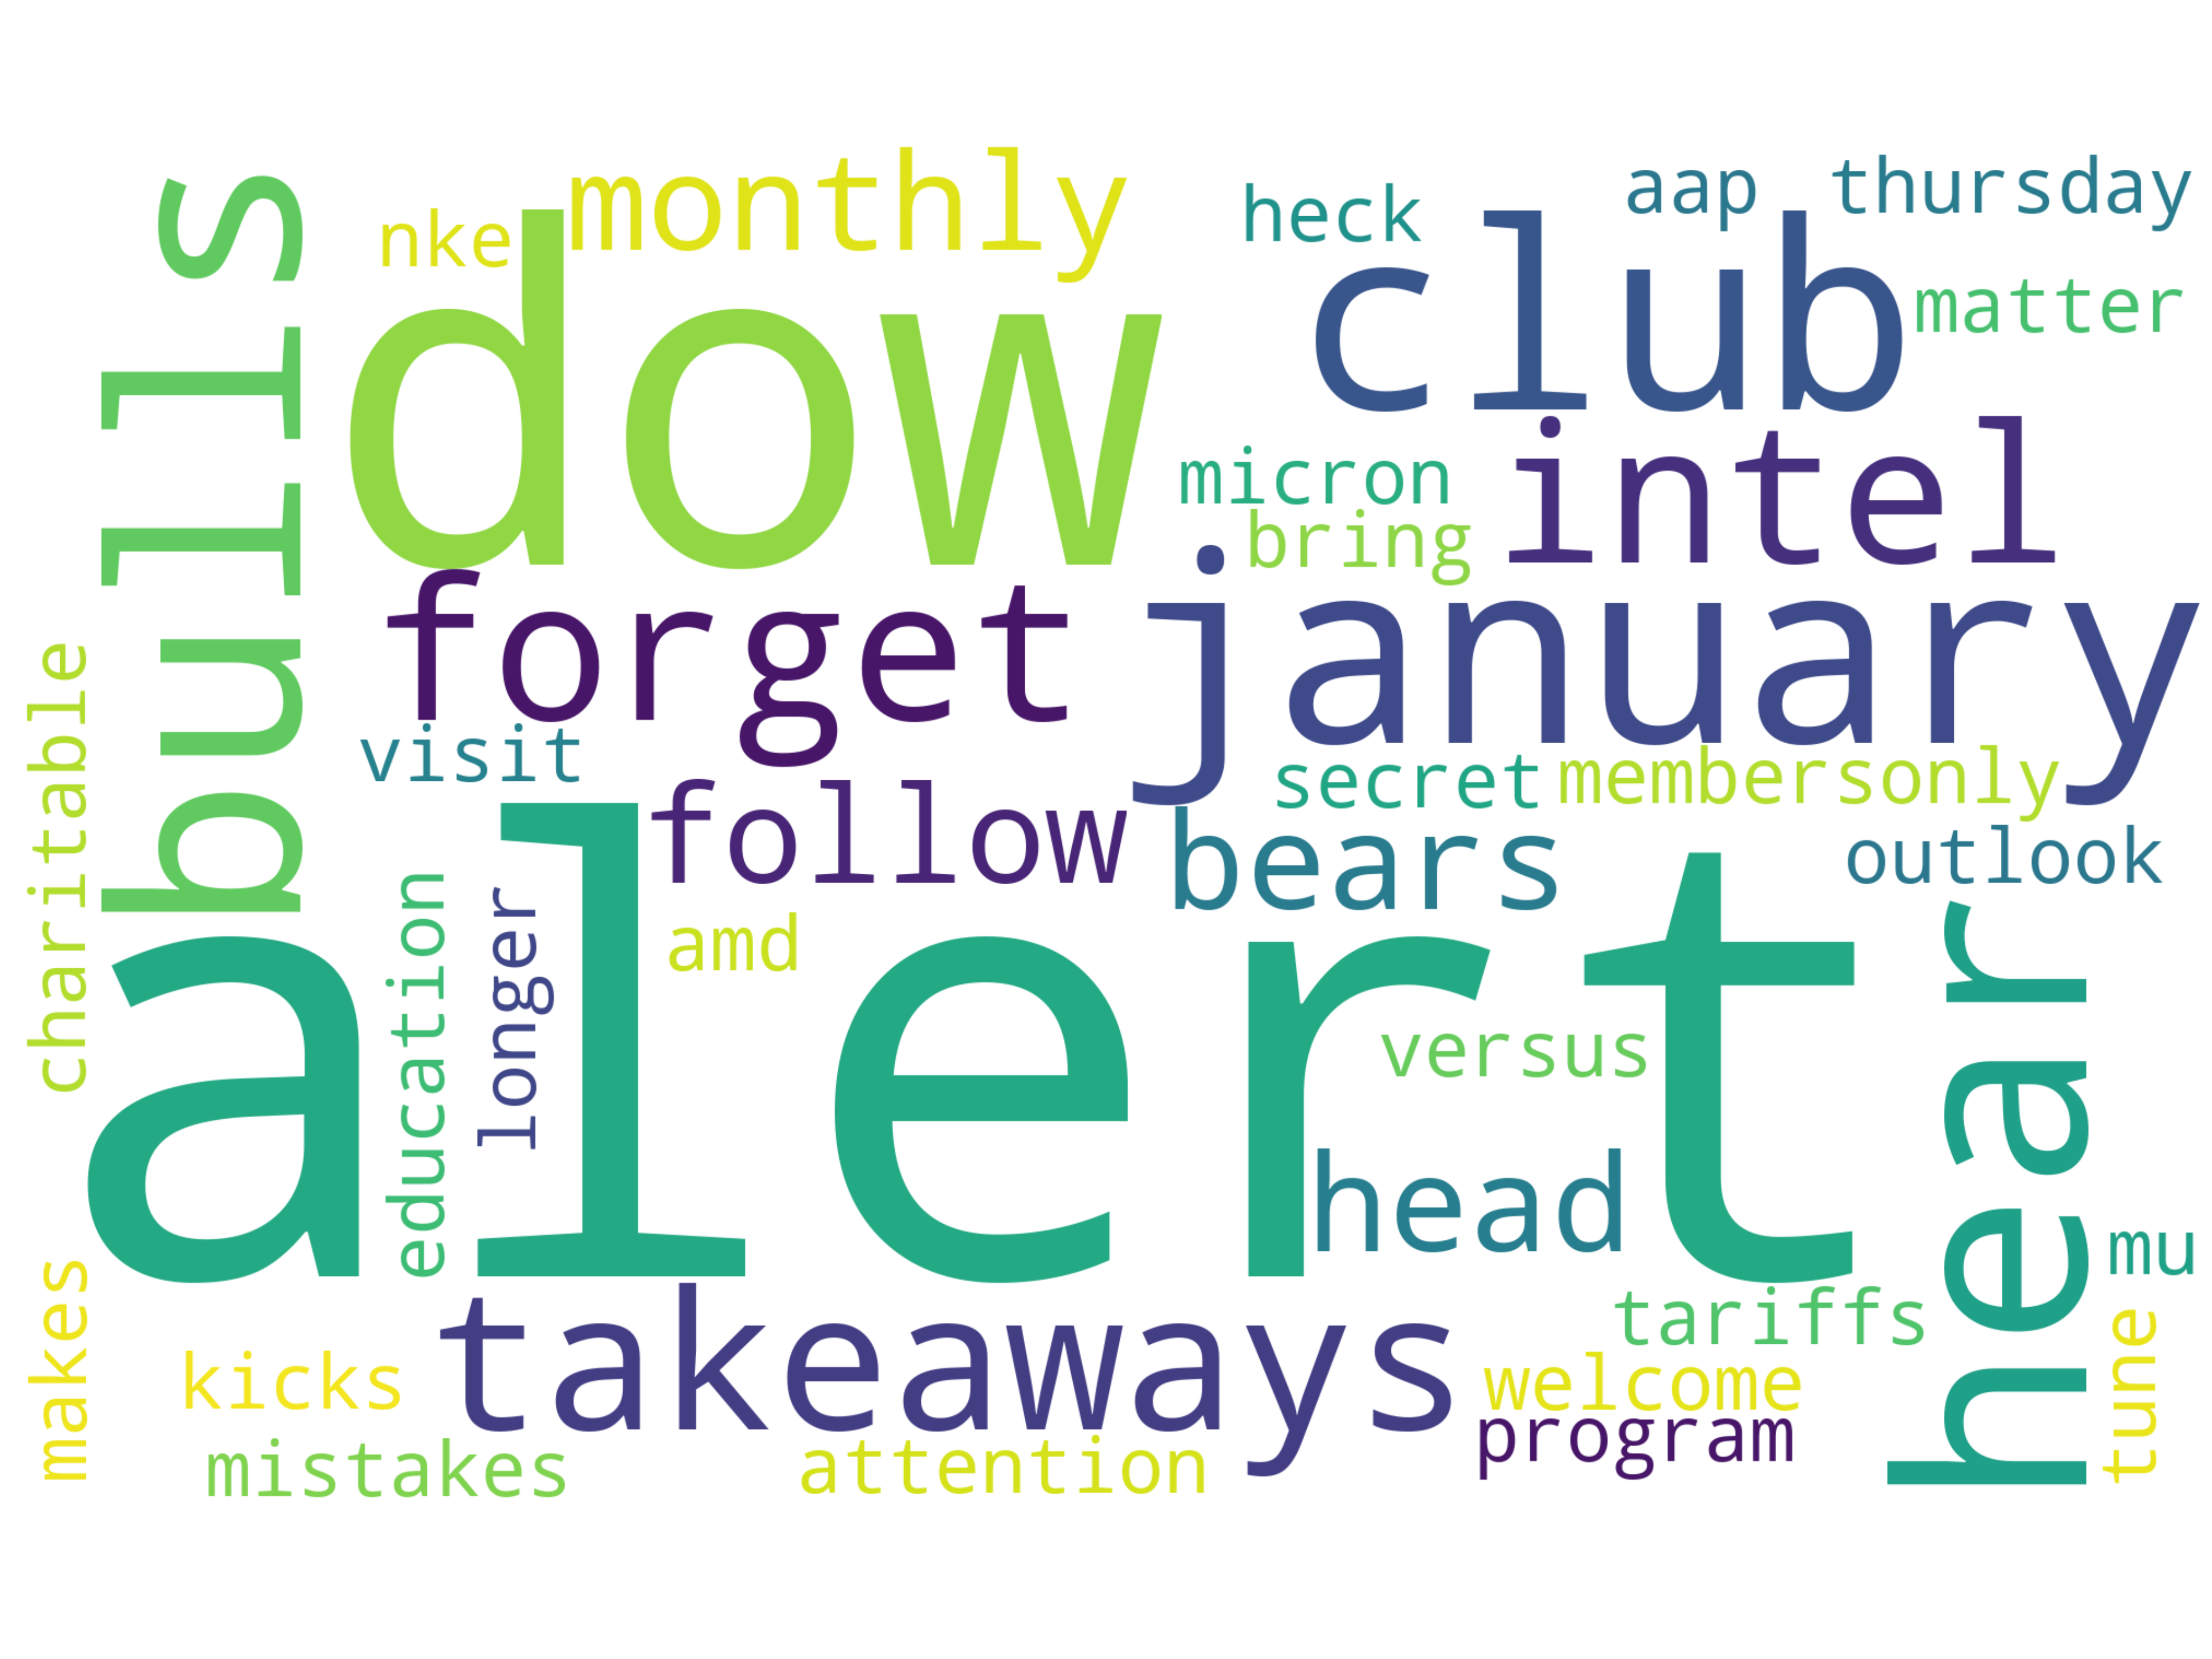 monthly
heck
aap
thursday
nke
dow
club
matter
bulls
intel
micron
bring
forget
january
visit
secret
membersonly
charitable
follow
bears
outlook
alert
education
longer
amd
versus
hear
head
mu
takeaways
tariffs
makes
kicks
welcome
tune
program
mistakes
attention